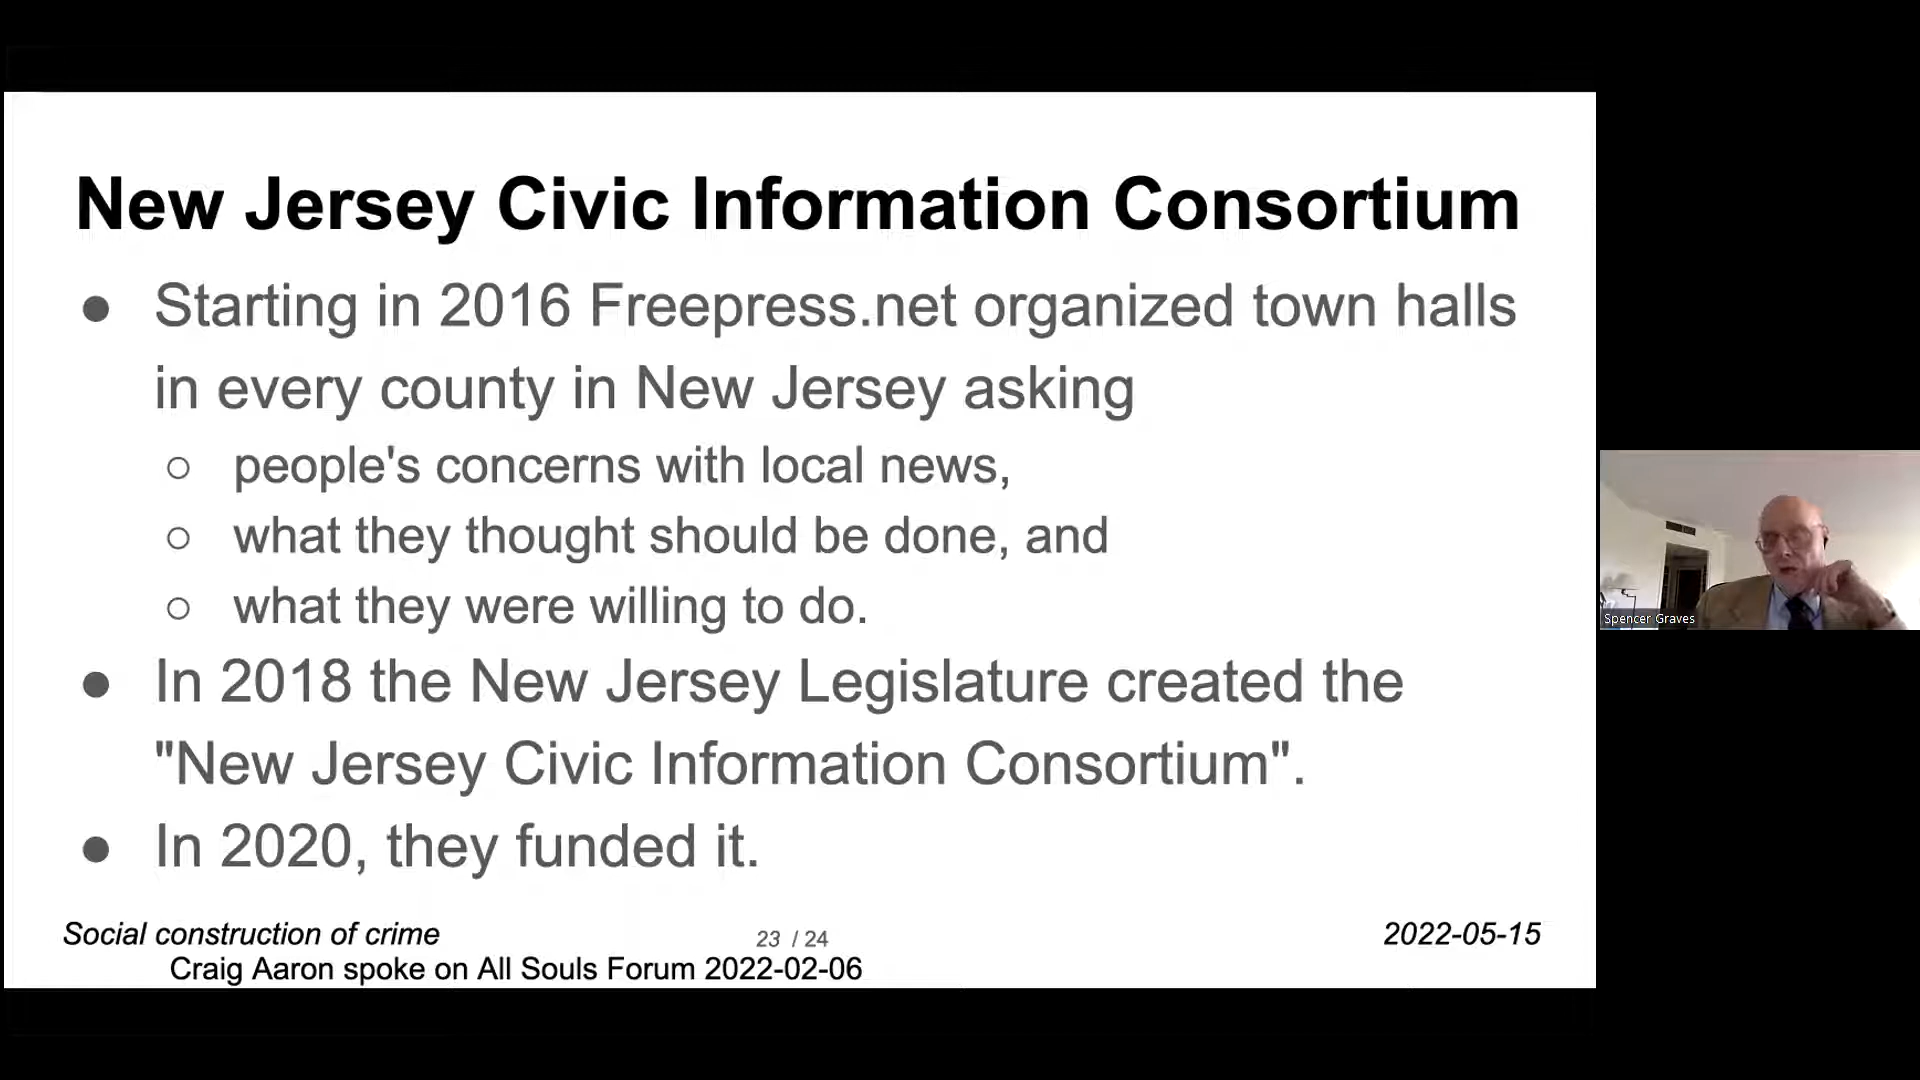 New Jersey Civic Information Consortium
● Starting in 2016 Freepress.net organized town halls
in every county in New Jersey asking
○ people's concerns with local news,
○ what they thought should be done, and
○ what they were willing to do.
● In 2018 the New Jersey Legislature created the
"New Jersey Civic Information Consortium".
● In 2020, they funded it.
Social construction of crime
23 / 24
2022-05-15
Craig Aaron spoke on All Souls Forum 2022-02-06
Spencer Graves